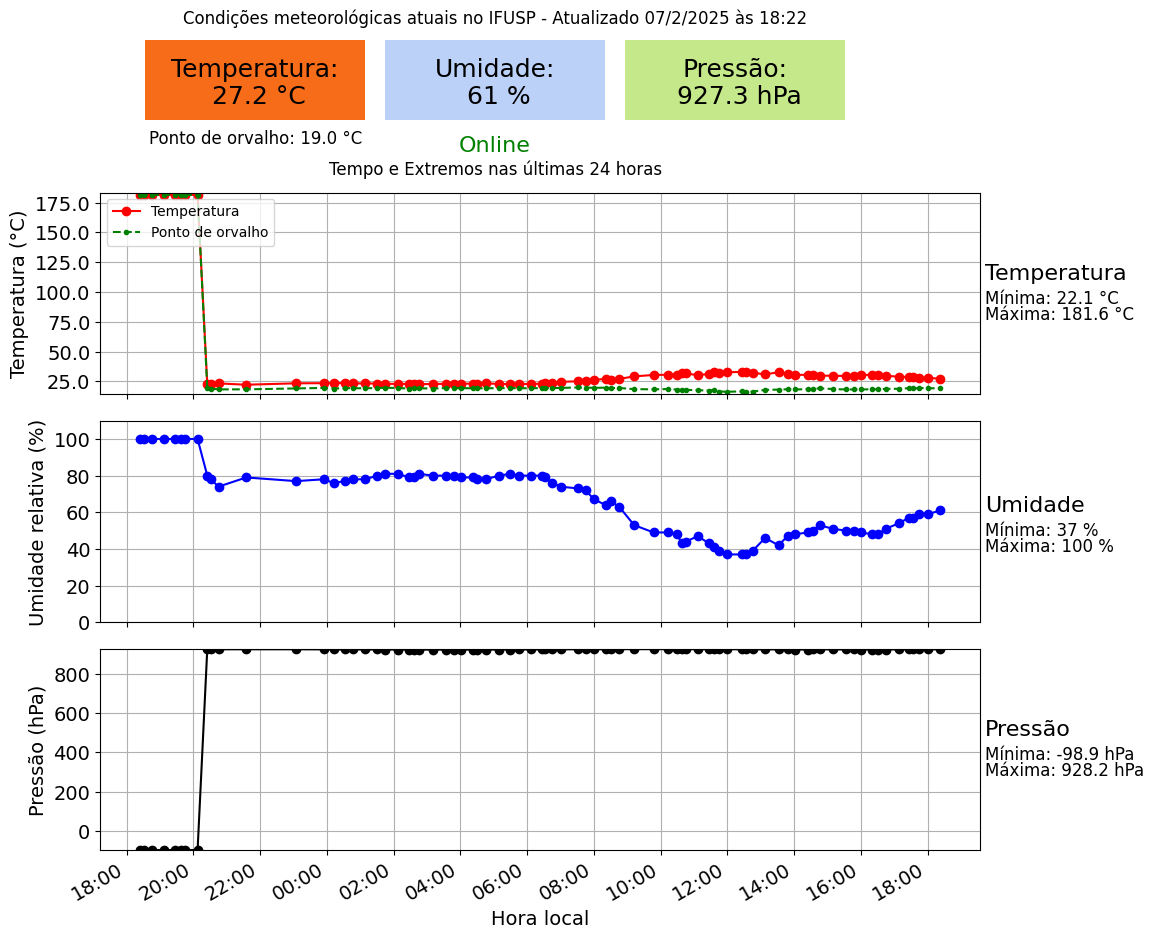 Condições meteorológicas atuais no IFUSP - Atualizado 07/2/2025 às 18:22
Temperatura:
27.2 °C
Umidade:
61 %
Pressão:
927.3 hPa
Ponto de orvalho: 19.0 °C
Online
Tempo e Extremos nas últimas 24 horas
Temperatura (°C)
175.0
150.0
125.0
100.0
75.0
50.0
25.0
Temperatura
Ponto de orvalho
Temperatura
Mínima: 22.1 °C
Máxima: 181.6 °C
Umidade relativa (%)
100
80
60
40
20
0
Umidade
Mínima: 37 %
Máxima: 100 %
Pressão (hPa)
800
600
400
200
0
Pressão
Mínima: -98.9 hPa
Máxima: 928.2 hPa
18:00 20:00 22:00 00:00 02:00 04:00 06:00 08:00 10:00 12:00 14:00 16:00 18:00
Hora local